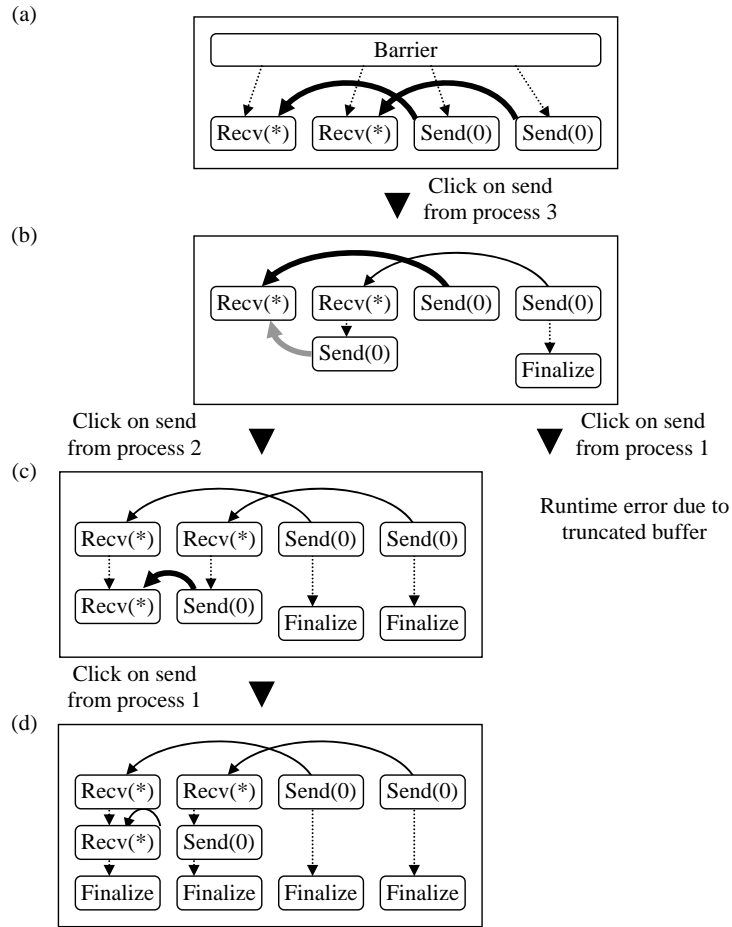 (a)
Barrier
Recv(*) Recv(*) Send(0) Send(0)
Click on send
from process 3
(b)
Recv(*) Recv(*) Send(0) Send(0)
Send(0)
Finalize
Click on send
from process 2
Click on send
from process 1
(c)
Runtime error due to
truncated buffer
Recv(*) Recv(*) Send(0) Send(0)
Recv(*) Send(0)
Finalize Finalize
Click on send
from process 1
(d)
Recv(*) Recv(*) Send(0) Send(0)
Recv(*) Send(0)
Finalize Finalize Finalize Finalize